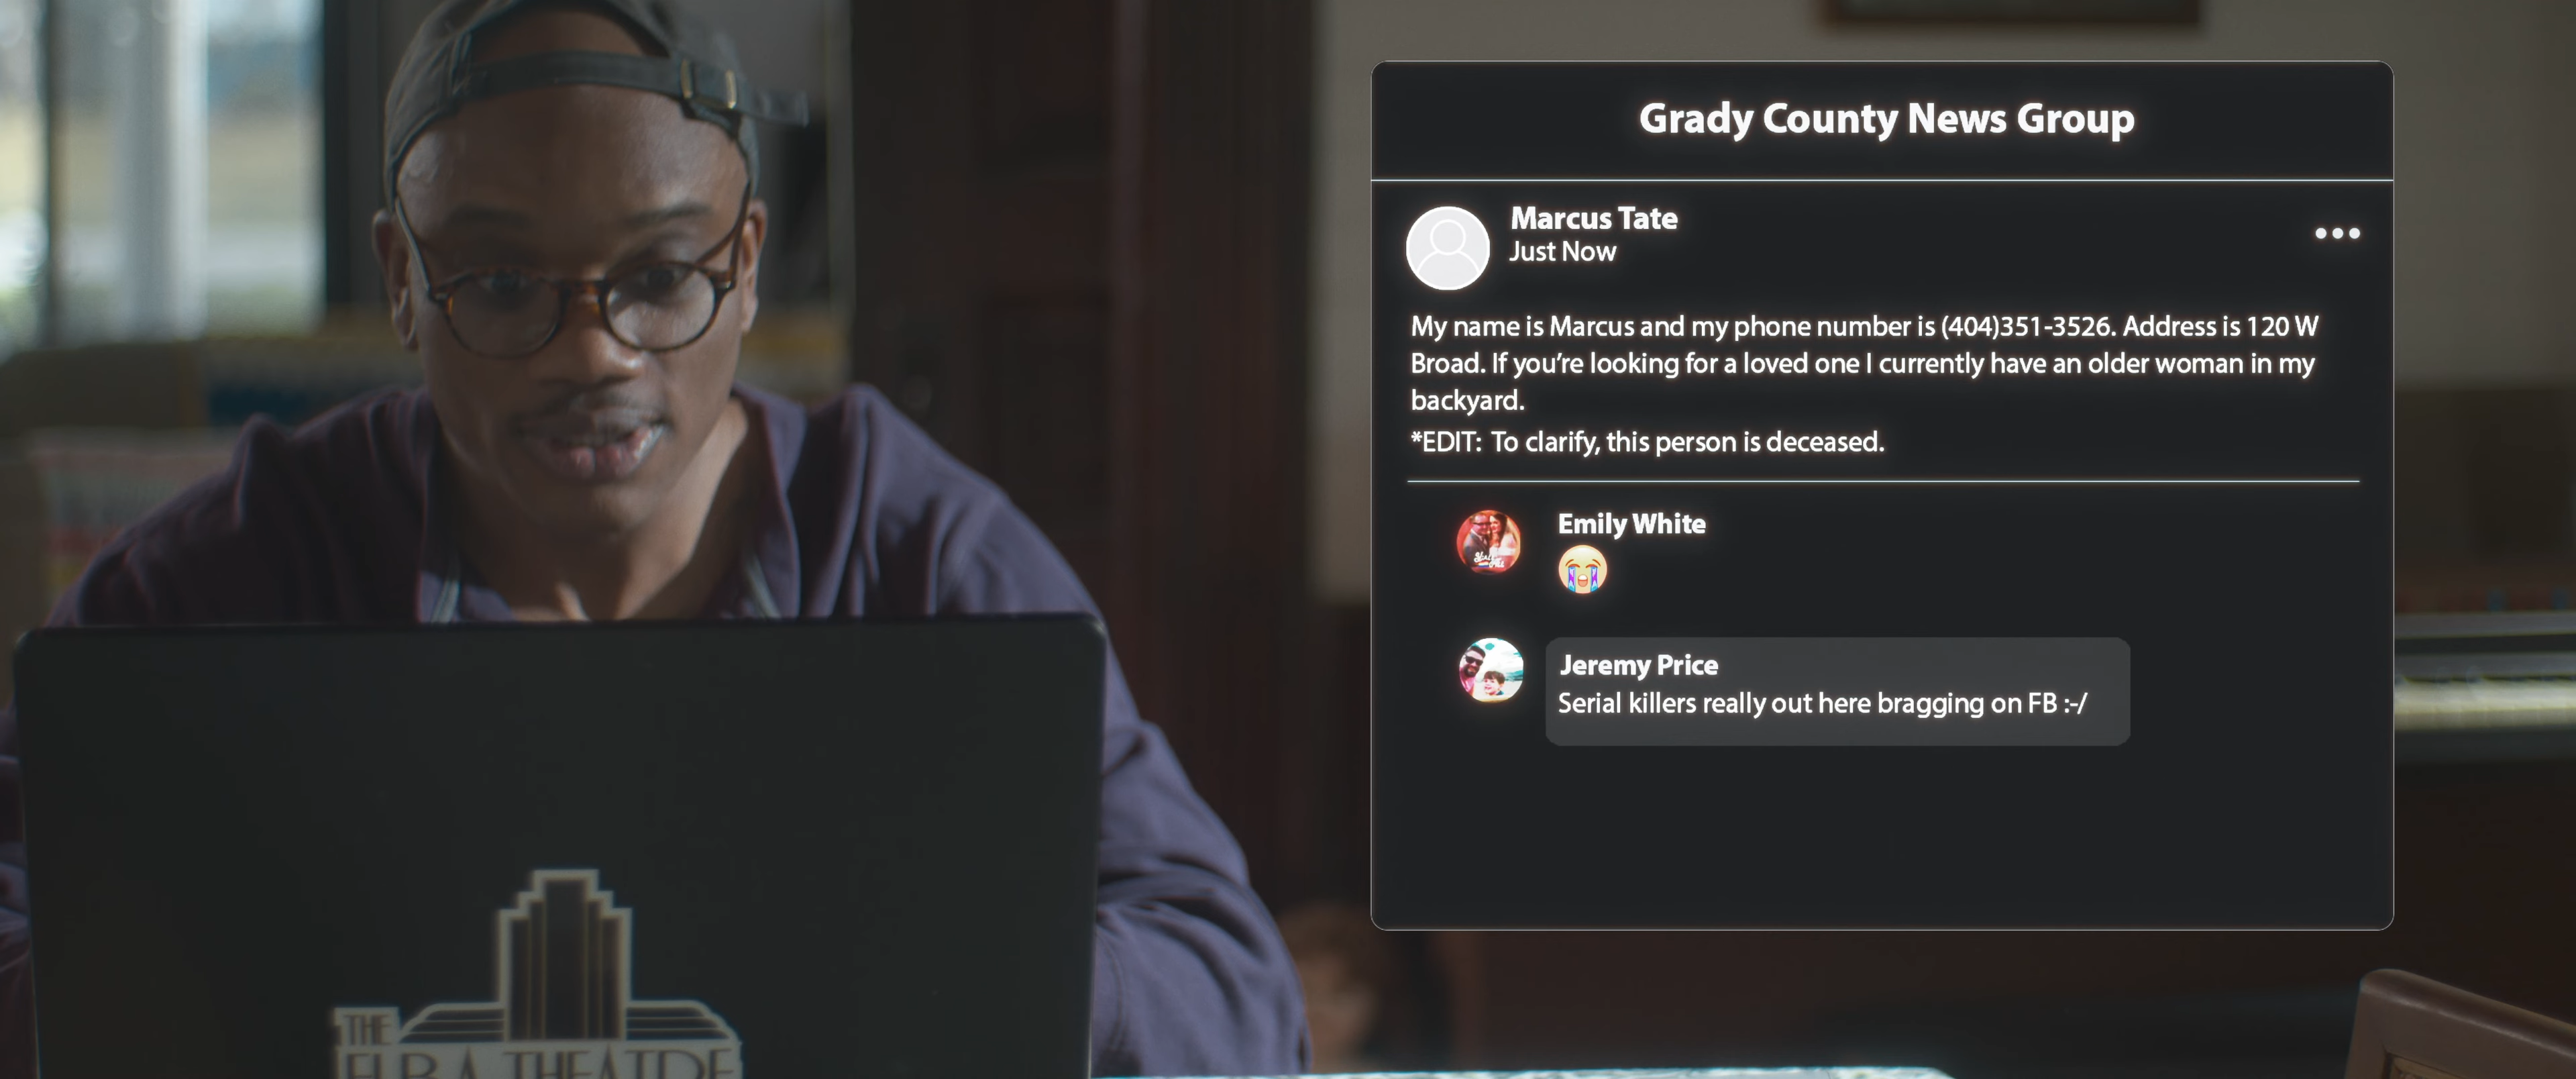 Grady County News Group
Marcus Tate
Just Now
My name is Marcus and my phone number is (404)351-3526. Address is 120 W
Broad. If you're looking for a loved one I currently have an older woman in my
backyard.
*EDIT: To clarify, this person is deceased.
Emily White
Jeremy Price
Serial killers really out here bragging on FB :-/
THE
ELBA THEATRE